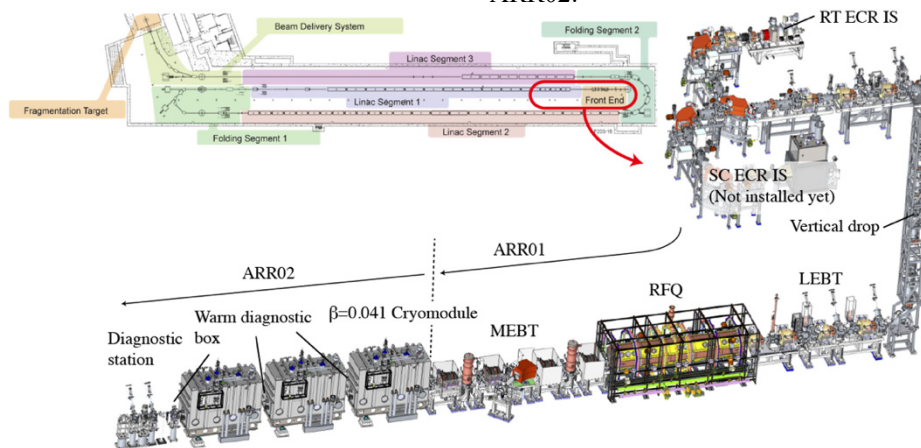 ARR02.
RT ECR IS
Beam Delivery System
Folding Segment 2
Linac Segment 3
Fragmentation Target
Linac Segment 1
Front End
Folding Segment 1
Linac Segment 2
SC ECR IS
(Not installed yet)
Vertical drop
ARR01
ARR02
LEBT
RFQ
β=0.041 Cryomodule
MEBT
Warm diagnostic
box
Diagnostic
station